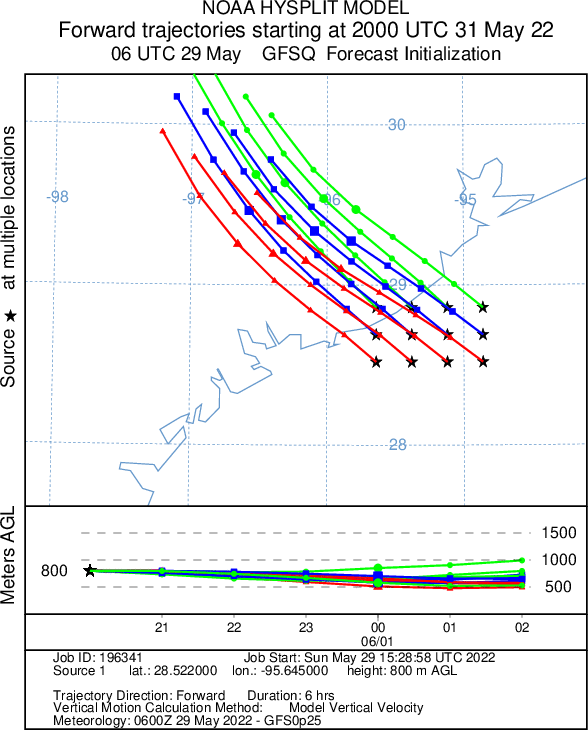 NOAA HYSPLIT MODEL
Forward trajectories starting at 2000 UTC 31 May 22
06 UTC 29 May GFSQ Forecast Initialization
Source ★ at multiple locations
30
-98
-97
-96
-95
29
28
Meters AGL
1500
1000
800
500
21 22 23 00 01 02
06/01
Job ID: 196341 Job Start: Sun May 29 15:28:58 UTC 2022
Source 1 lat.: 28.522000 lon.: -95.645000 height: 800 m AGL
Trajectory Direction: Forward Duration: 6 hrs
Vertical Motion Calculation Method: Model Vertical Velocity
Meteorology: 0600Z 29 May 2022 - GFS0p25